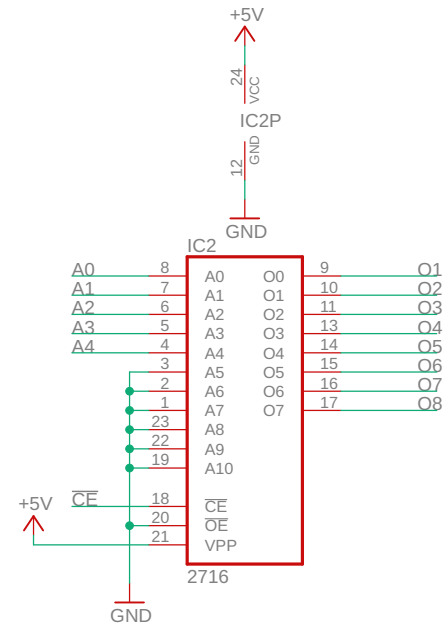 +5V
24
VCC
IC2P
12
GND
GND
IC2
A0 8 A0 O0 9 O1
A1 7 A1 O1 10 O2
A2 6 A2 O2 11 O3
A3 5 A3 O3 13 O4
A4 4 A4 O4 14 O5
3 A5 O5 15 O6
2 A6 O6 16 O7
1 A7 O7 17 O8
23 A8
22 A9
19 A10
CE 18 CE
+5V 20 OE
21 VPP
2716
GND